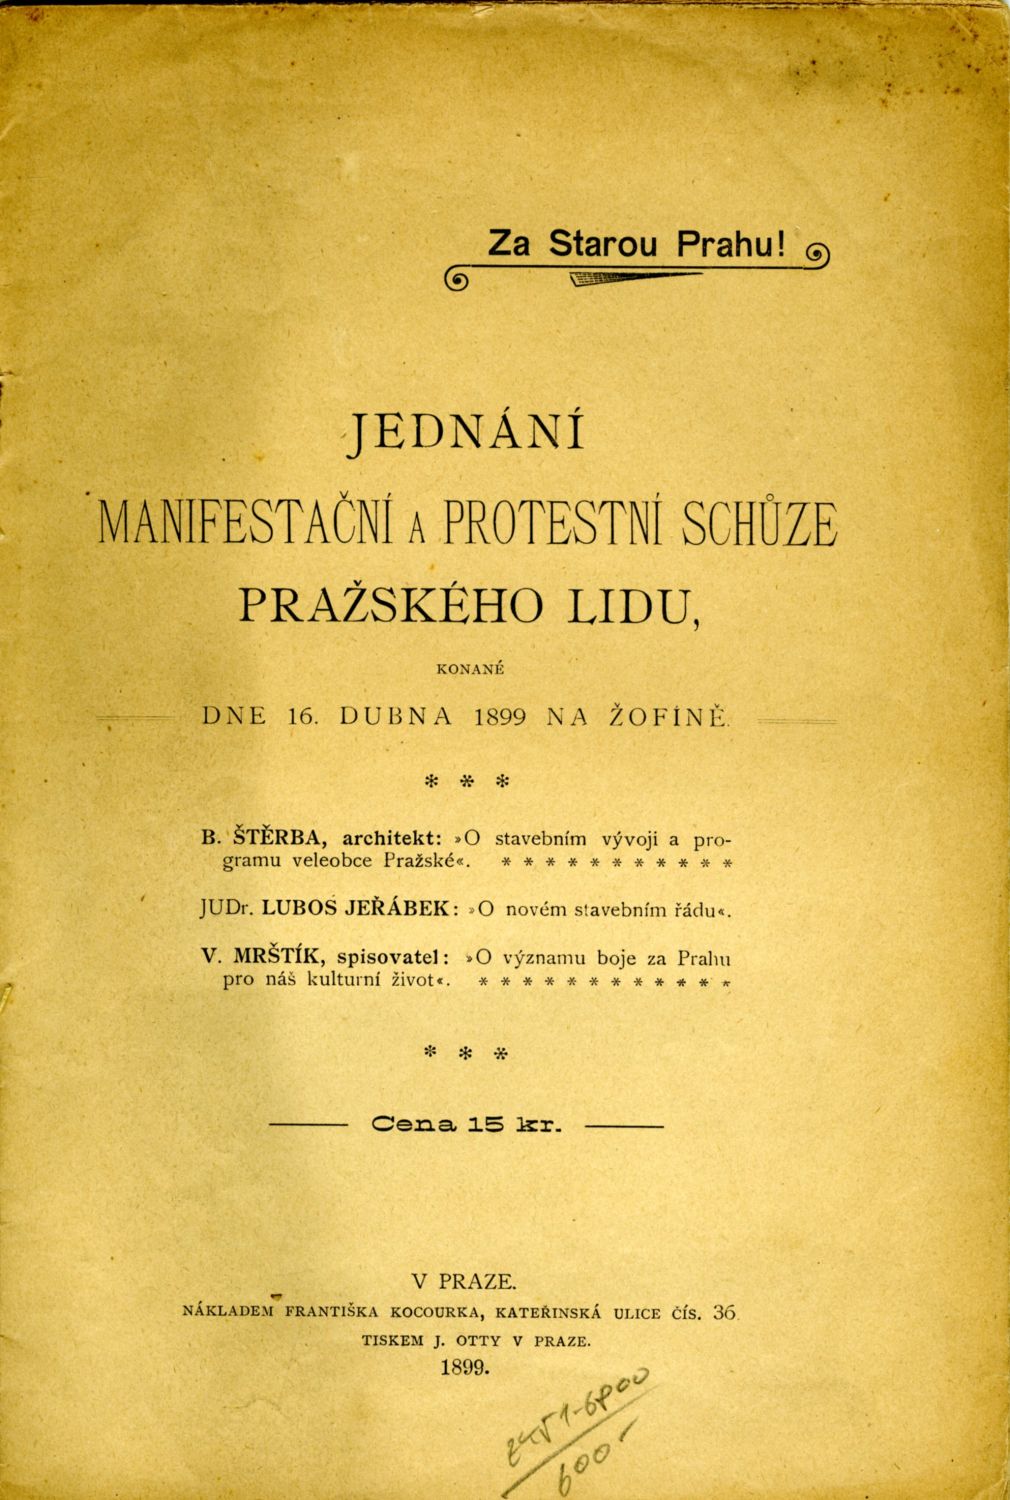 Za Starou Prahu!
JEDNÁNÍ
MANIFESTAČNÍ A PROTESTNÍ SCHŮZE
PRAŽSKÉHO LIDU,
KONANÉ
DNE 16. DUBNA 1899 NA ŽOFÍNĚ.
* * *
B. ŠTĚRBA, architekt: »O stavebním vývoji a pro-
gramu veleobce Pražské«. * * * * * * * * * * *
JUDr. LUBOŠ JEŘÁBEK: »O novém stavebním řádu«.
V. MRŠTÍK, spisovatel: »O významu boje za Prahu
pro náš kulturní život«. * * * * * * * * * * * *
* * *
Cena 15 kr.
V PRAZE.
NÁKLADEM FRANTIŠKA KOCOURKA, KATEŘINSKÁ ULICE ČÍS. 36.
TISKEM J. OTTY V PRAZE.
1899.
600-